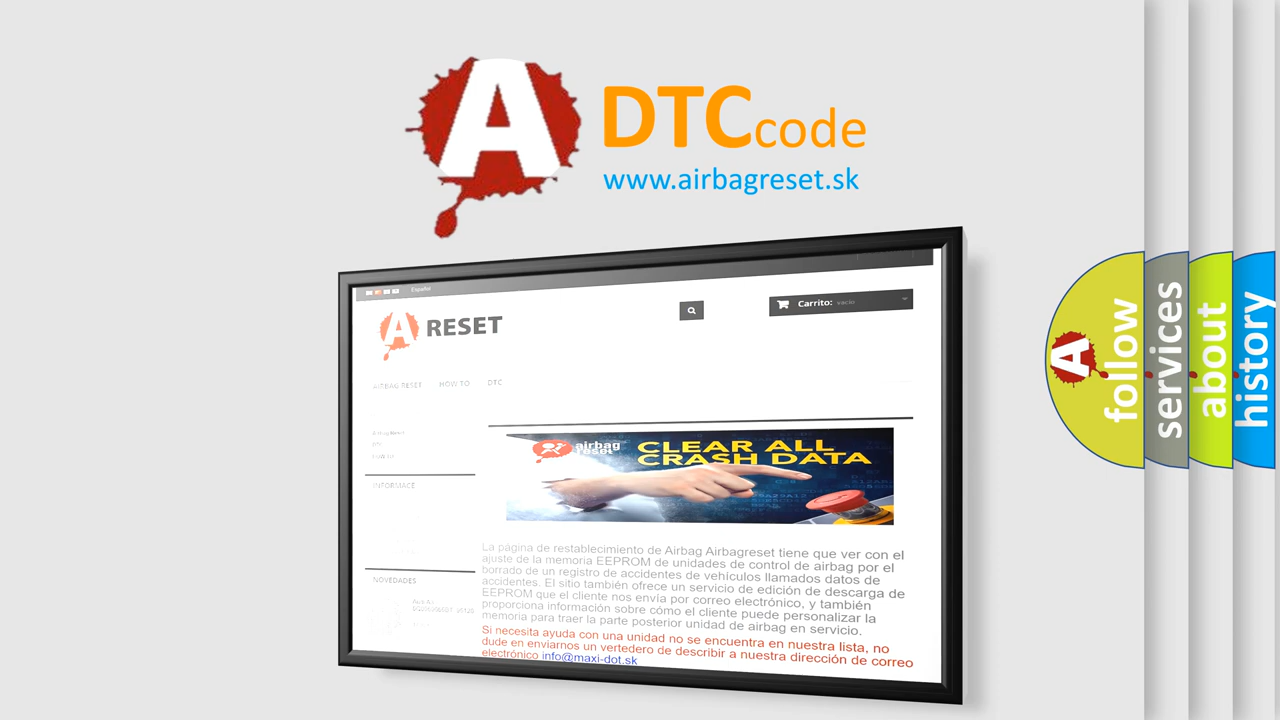 A DTCcode
www.airbagreset.sk
Español
A RESET
Carrito: vacío
AIRBAG RESET HOW TO DTC
INFORMACE
NOVEDADES
airbag
reset
CLEAR ALL
CRASH DATA
La página de restablecimiento de Airbag Airbagreset tiene que ver con el
ajuste de la memoria EEPROM de unidades de control de airbag por el
borrado de un registro de accidentes de vehículos llamados datos de
accidentes. El sitio también ofrece un servicio de edición de descarga de
EEPROM que el cliente nos envía por correo electrónico, y también
proporciona información sobre cómo el cliente puede personalizar la
memoria para traer la parte posterior unidad de airbag en servicio.
Si necesita ayuda con una unidad no se encuentra en nuestra lista, no
dude en enviarnos un vertedero de describir a nuestra dirección de correo
electrónico info@maxi-dot.sk
A
follow
services
about
history